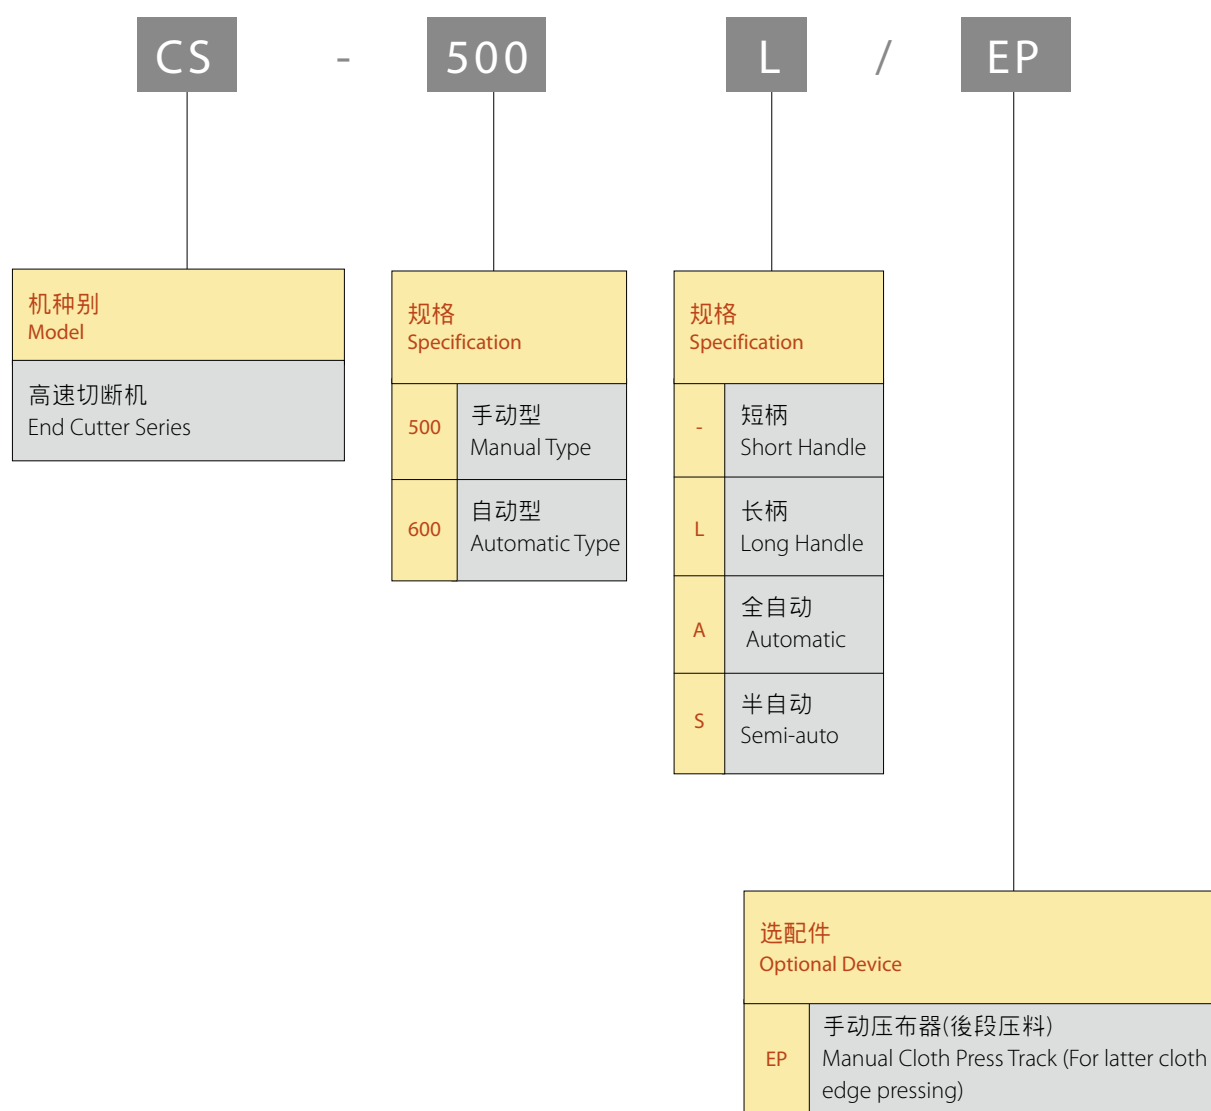 CS - 500 L / EP
机种别
Model
高速切断机
End Cutter Series
规格
Specification
500
手动型
Manual Type
600
自动型
Automatic Type
规格
Specification
-
短柄
Short Handle
L
长柄
Long Handle
A
全自动
Automatic
S
半自动
Semi-auto
选配件
Optional Device
EP
手动压布器(後段压料)
Manual Cloth Press Track (For latter cloth
edge pressing)